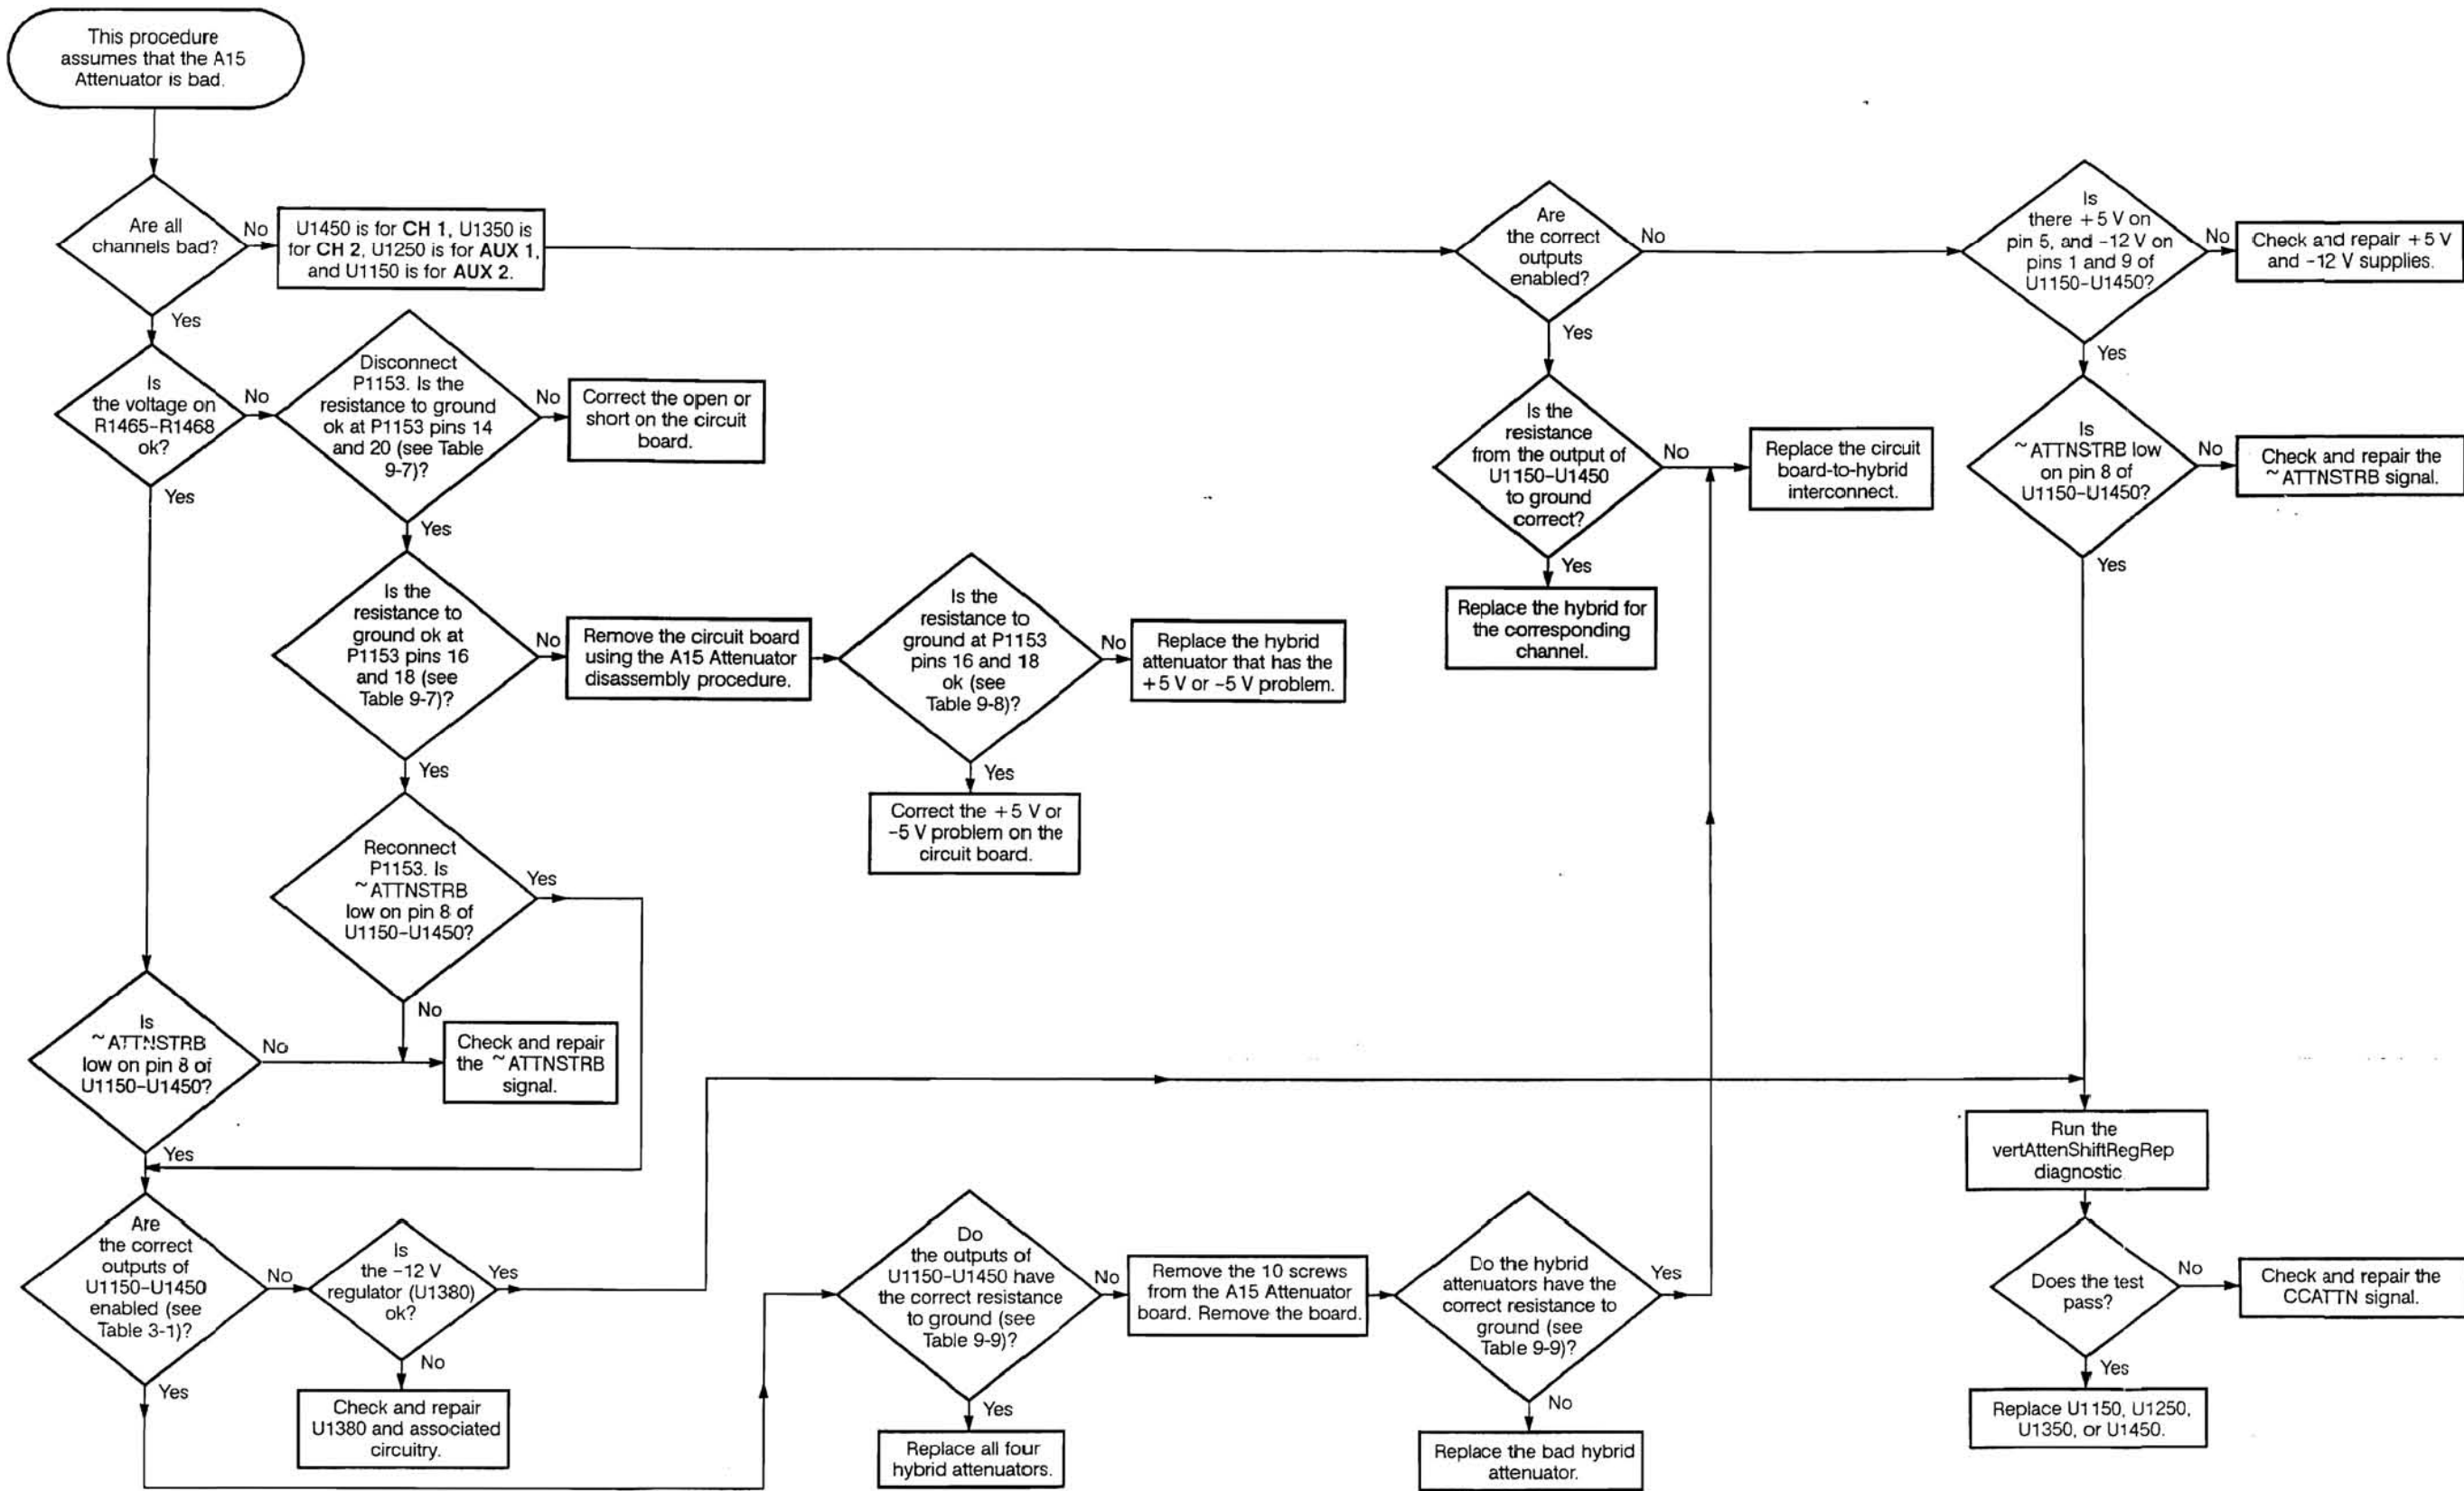 This procedure
assumes that the A15
Attenuator is bad.
Are all
channels bad?
No
Yes
U1450 is for CH 1, U1350 is
for CH 2, U1250 is for AUX 1,
and U1150 is for AUX 2.
Are
the correct
outputs
enabled?
No
Yes
Is
there +5 V on
pin 5, and -12 V on
pins 1 and 9 of
U1150-U1450?
No
Yes
Check and repair +5 V
and -12 V supplies.
Is
the voltage on
R1465-R1468
ok?
No
Yes
Disconnect
P1153. Is the
resistance to ground
ok at P1153 pins 14
and 20 (see Table
9-7)?
No
Yes
Correct the open or
short on the circuit
board.
Is the
resistance
from the output of
U1150-U1450
to ground
correct?
No
Yes
Replace the circuit
board-to-hybrid
interconnect.
Is
~ATTNSTRB low
on pin 8 of
U1150-U1450?
No
Yes
Check and repair the
~ATTNSTRB signal.
Is the
resistance to
ground ok at
P1153 pins 16
and 18 (see
Table 9-7)?
No
Yes
Remove the circuit board
using the A15 Attenuator
disassembly procedure.
Is the
resistance to
ground at P1153
pins 16 and 18
ok (see
Table 9-8)?
No
Yes
Replace the hybrid
attenuator that has the
+5 V or -5 V problem.
Replace the hybrid for
the corresponding
channel.
Correct the +5 V or
-5 V problem on the
circuit board.
Reconnect
P1153. Is
~ATTNSTRB
low on pin 8 of
U1150-U1450?
Yes
No
Is
~ATTNSTRB
low on pin 8 of
U1150-U1450?
No
Yes
Check and repair
the ~ATTNSTRB
signal.
Run the
vertAttenShiftRegRep
diagnostic.
Are
the correct
outputs of
U1150-U1450
enabled (see
Table 3-1)?
No
Yes
Is
the -12 V
regulator (U1380)
ok?
Yes
No
Check and repair
U1380 and associated
circuitry.
Do
the outputs of
U1150-U1450 have
the correct resistance
to ground (see
Table 9-9)?
No
Yes
Remove the 10 screws
from the A15 Attenuator
board. Remove the board.
Do the hybrid
attenuators have the
correct resistance to
ground (see
Table 9-9)?
Yes
No
Does the test
pass?
No
Yes
Check and repair the
CCATTN signal.
Replace all four
hybrid attenuators.
Replace the bad hybrid
attenuator.
Replace U1150, U1250,
U1350, or U1450.